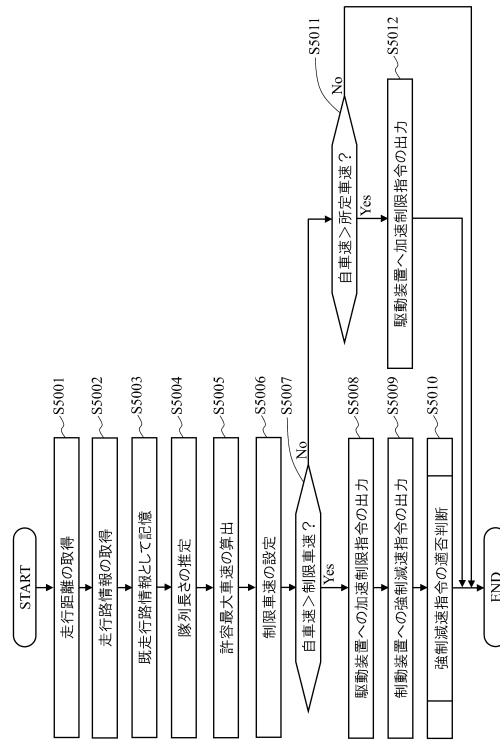 START
走行距離の取得
S5001
走行路情報の取得
S5002
既走行路情報として記憶
S5003
隊列長さの推定
S5004
許容最大車速の算出
S5005
制限車速の設定
S5006
自車速>制限車速?
S5007
No
Yes
駆動装置への加速制限指令の出力
S5008
制動装置への強制減速指令の出力
S5009
強制減速指令の適否判断
S5010
自車速>所定車速?
S5011
No
Yes
駆動装置へ加速制限指令の出力
S5012
END